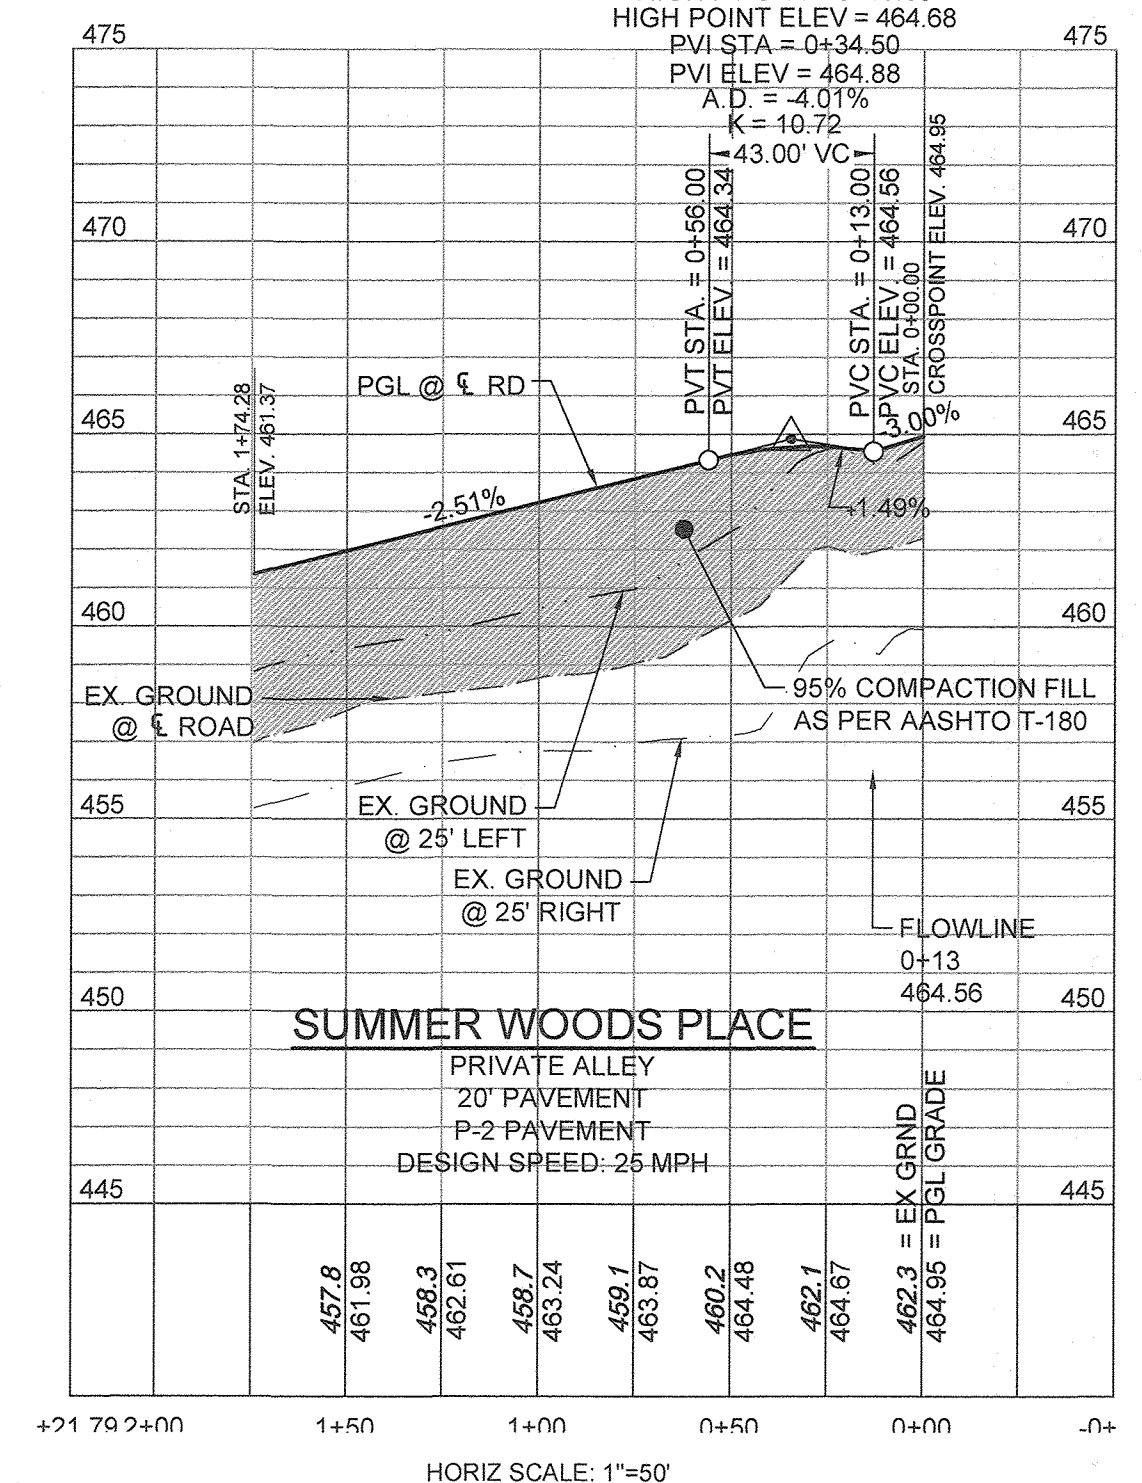 HIGH POINT ELEV = 464.68
PVI STA = 0+34.50
PVI ELEV = 464.88
A.D. = -4.01%
K = 10.72
43.00' VC
475
475
PVT STA. = 0+56.00
PVT ELEV. = 464.34
PVC STA. = 0+13.00
PVC ELEV. = 464.56
STA. 0+00.00
CROSSPOINT ELEV. 464.95
470
470
PGL @ ℄ RD
STA. 1+74.28
ELEV. 461.37
465
465
-3.00%
-2.51%
+1.49%
460
460
EX. GROUND
@ ℄ ROAD
95% COMPACTION FILL
AS PER AASHTO T-180
455
455
EX. GROUND
@ 25' LEFT
EX. GROUND
@ 25' RIGHT
FLOWLINE
0+13
464.56
450
450
SUMMER WOODS PLACE
PRIVATE ALLEY
20' PAVEMENT
P-2 PAVEMENT
DESIGN SPEED: 25 MPH
445
445
= EX GRND
= PGL GRADE
457.8
461.98
458.3
462.61
458.7
463.24
459.1
463.87
460.2
464.48
462.1
464.67
462.3
464.95
+21.79 2+00 1+50 1+00 0+50 0+00 -0+
HORIZ SCALE: 1"=50'